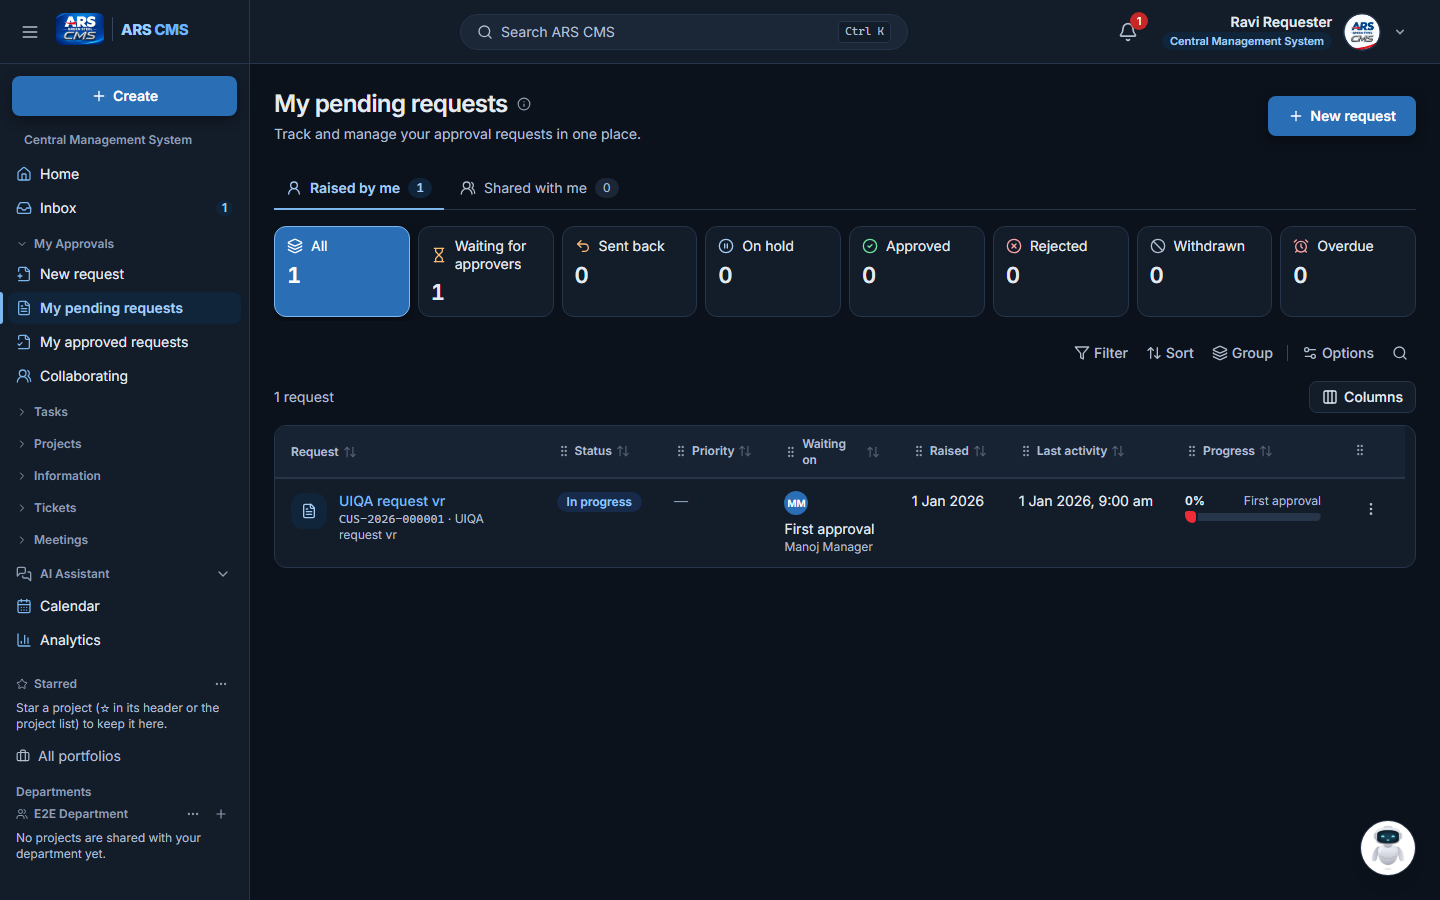 ARS
GREEN STEEL
CMS
ARS CMS
Search ARS CMS
Ctrl K
1
Ravi Requester
Central Management System
ARS
CMS
Create
Central Management System
Home
Inbox
1
My Approvals
New request
My pending requests
My approved requests
Collaborating
Tasks
Projects
Information
Tickets
Meetings
AI Assistant
Calendar
Analytics
Starred
Star a project (☆ in its header or the
project list) to keep it here.
All portfolios
Departments
E2E Department
No projects are shared with your
department yet.
My pending requests
Track and manage your approval requests in one place.
New request
Raised by me 1
Shared with me 0
All
1
Waiting for
approvers
1
Sent back
0
On hold
0
Approved
0
Rejected
0
Withdrawn
0
Overdue
0
Filter
Sort
Group
Options
1 request
Columns
Request
Status
Priority
Waiting
on
Raised
Last activity
Progress
UIQA request vr
CUS-2026-000001 · UIQA
request vr
In progress
—
MM
First approval
Manoj Manager
1 Jan 2026
1 Jan 2026, 9:00 am
0%
First approval